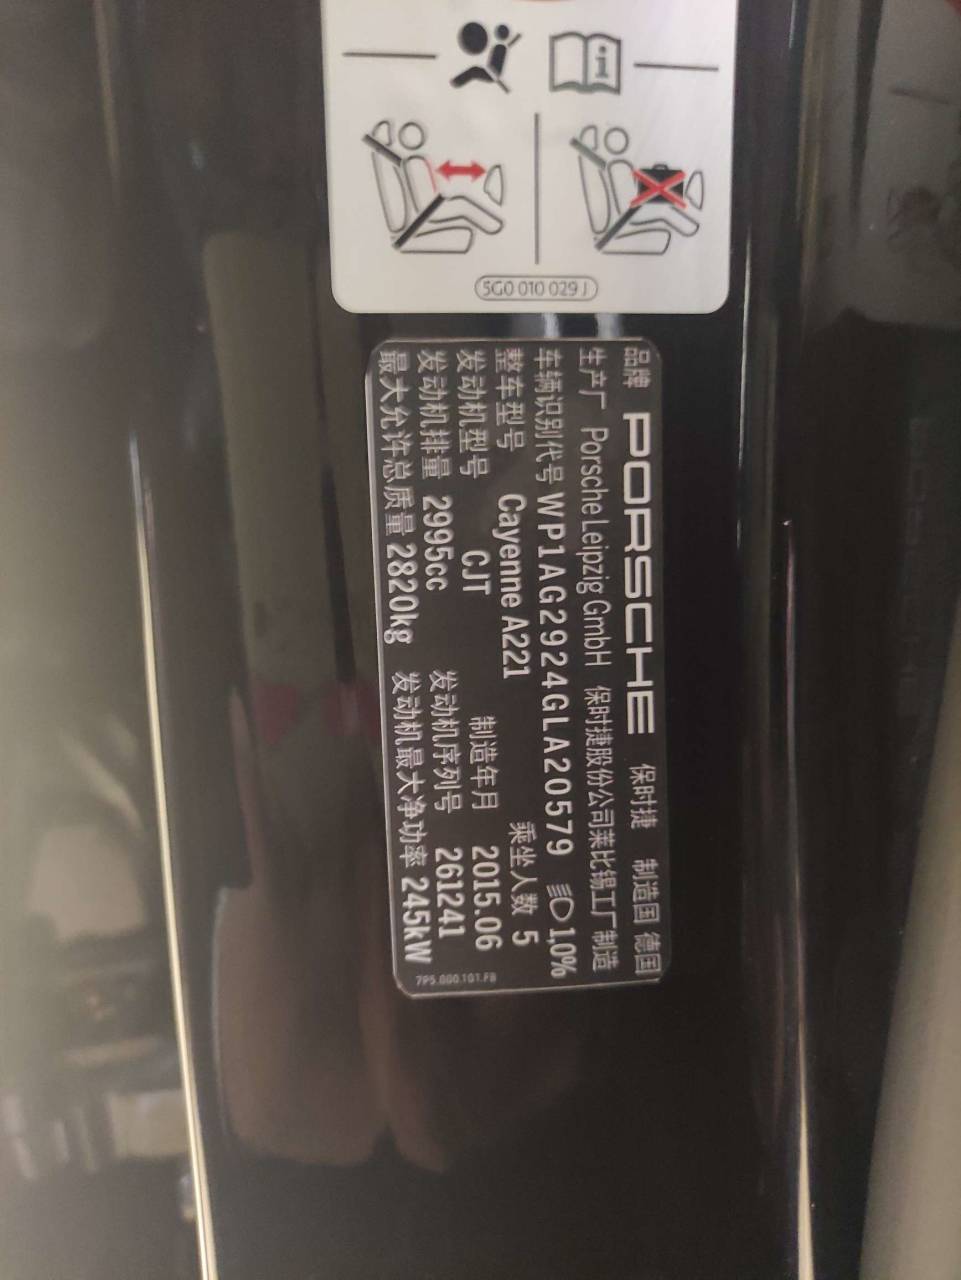 5G0 010 029 J
品牌 PORSCHE 保时捷 制造国 德国
生产厂 Porsche Leipzig GmbH 保时捷股份公司莱比锡工厂制造
车辆识别代号 WP1AG2924GLA20579 1,0%
整车型号 Cayenne A221 乘坐人数 5
发动机型号 CJT 制造年月 2015.06
发动机排量 2995cc 发动机序列号 261241
最大允许总质量 2820kg 发动机最大净功率 245kW
7P5.000.101.FB